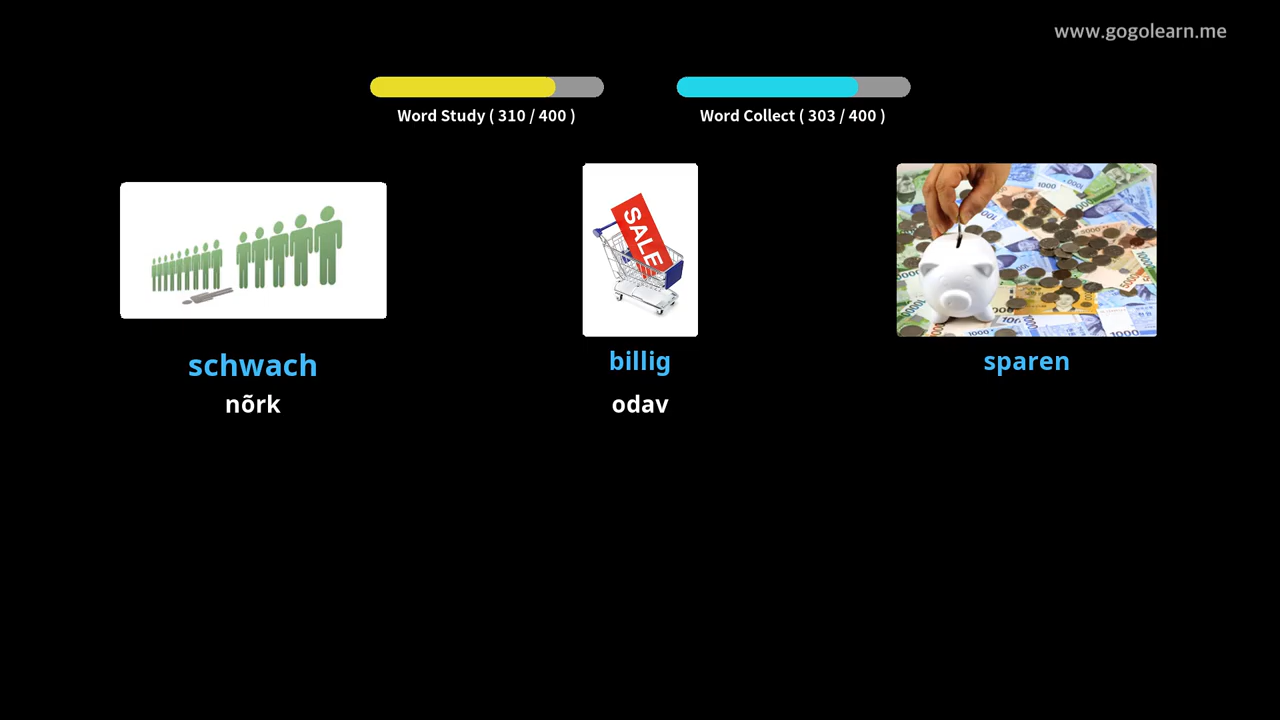 www.gogolearn.me
Word Study ( 310 / 400 )
Word Collect ( 303 / 400 )
SALE
schwach
billig
sparen
nõrk
odav